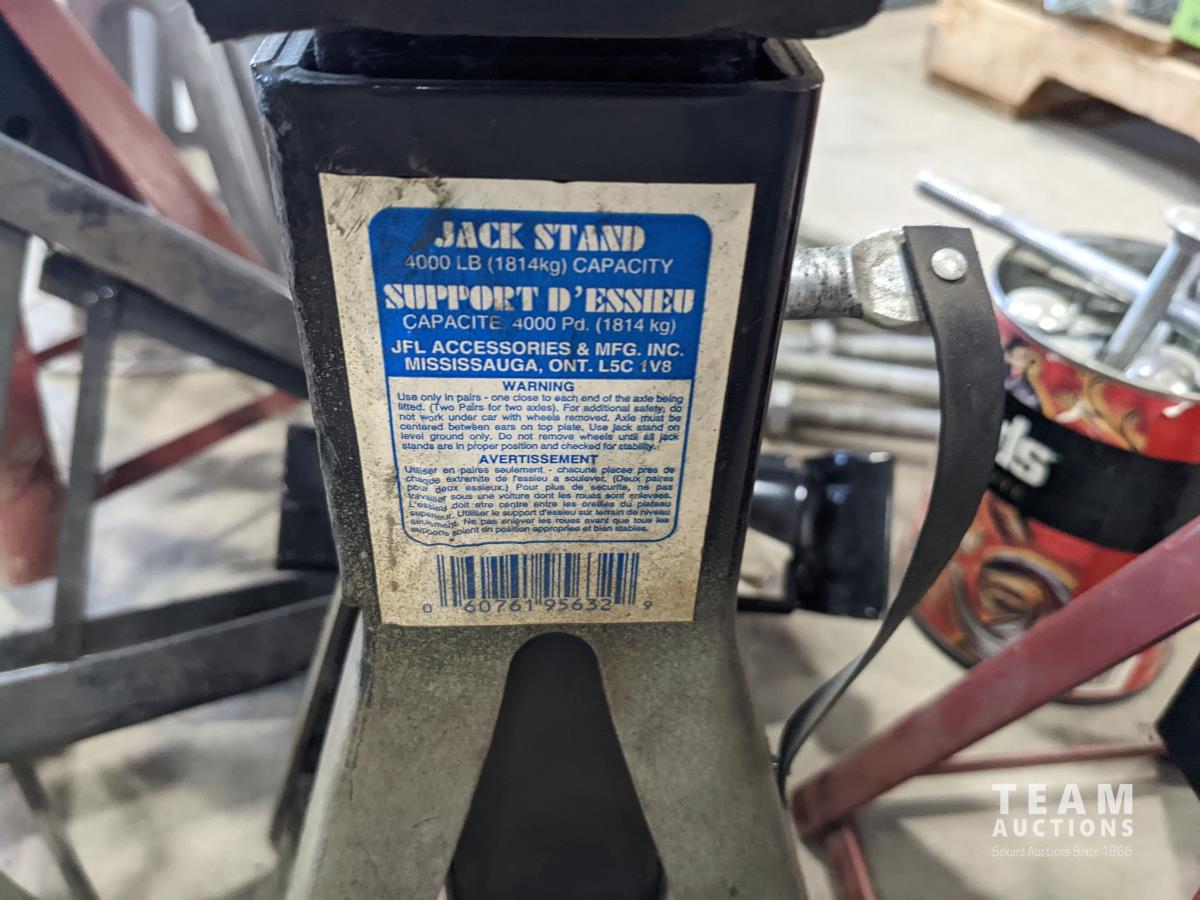 JACK STAND
4000 LB (1814kg) CAPACITY
SUPPORT D'ESSIEU
CAPACITE 4000 Pd. (1814 kg)
JFL ACCESSORIES & MFG. INC.
MISSISSAUGA, ONT. L5C 1V8
WARNING
Use only in pairs - one close to each end of the axle being
lifted. (Two Pairs for two axles). For additional safety, do
not work under car with wheels removed. Axle must be
centered between ears on top plate. Use jack stand on
level ground only. Do not remove wheels until all jack
stands are in proper position and checked for stability.
AVERTISSEMENT
Utiliser en paires seulement - chacune placee pres de
chaque extremite de l'essieu a soulever. (Deux paires
pour deux essieux.) Pour plus de securite, ne pas
travailler sous une voiture dont les roues sont enlevees.
L'essieu doit etre centre entre les oreilles du plateau
superieur. Utiliser le support d'essieu sur terrain de niveau
seulement. Ne pas enlever les roues avant que tous les
supports soient en position appropriee et bien stables.
0 60761 95632 9
ds
TEAM
AUCTIONS
Sekura Auctions Since 1966